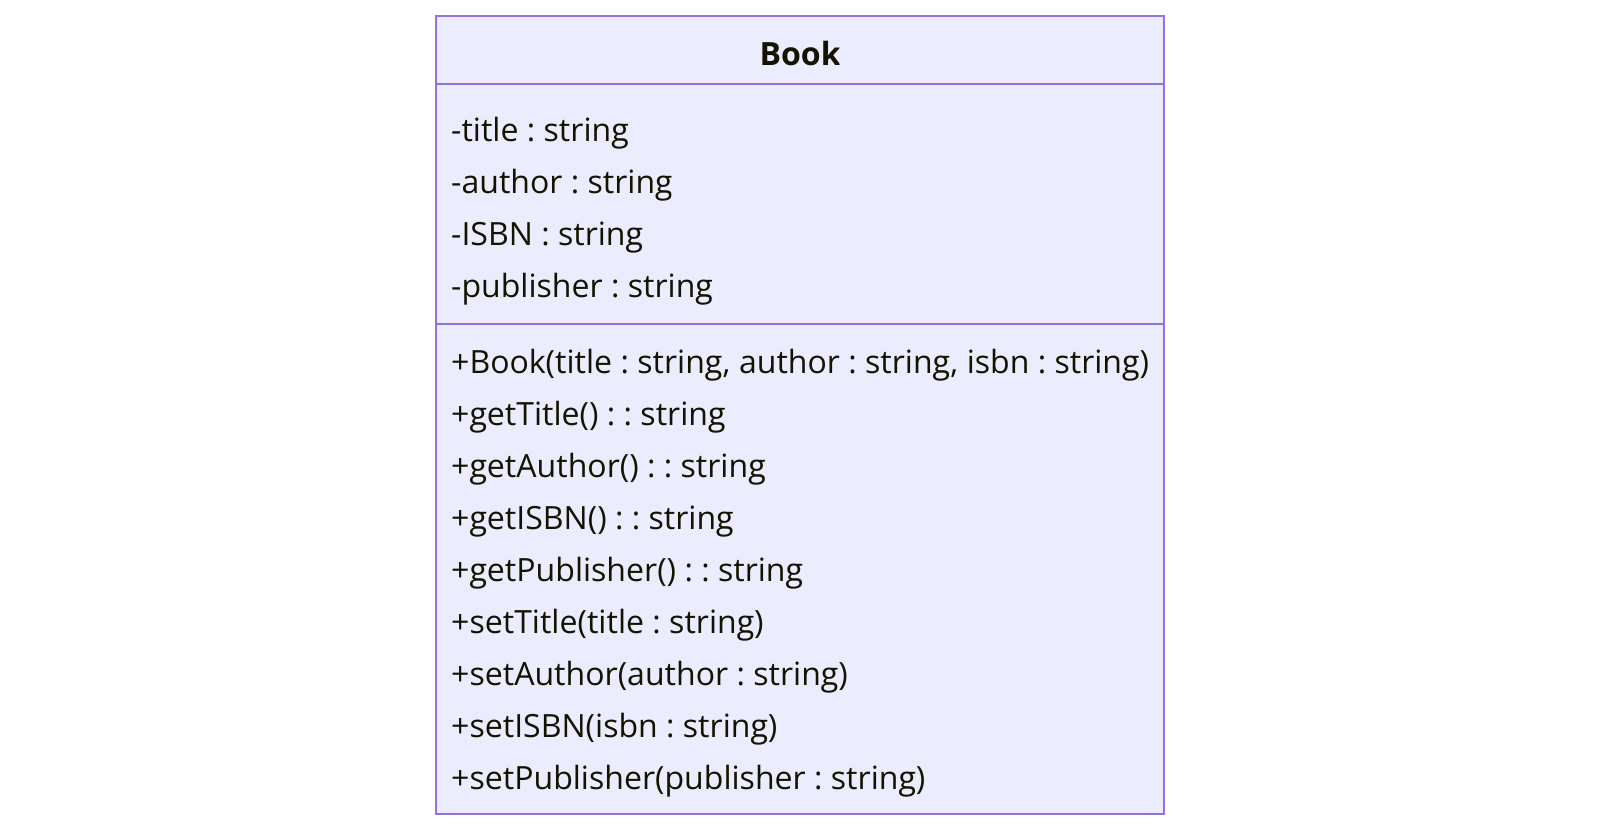 Book
-title : string
-author : string
-ISBN : string
-publisher : string
+Book(title : string, author : string, isbn : string)
+getTitle() : : string
+getAuthor() : : string
+getISBN() : : string
+getPublisher() : : string
+setTitle(title : string)
+setAuthor(author : string)
+setISBN(isbn : string)
+setPublisher(publisher : string)